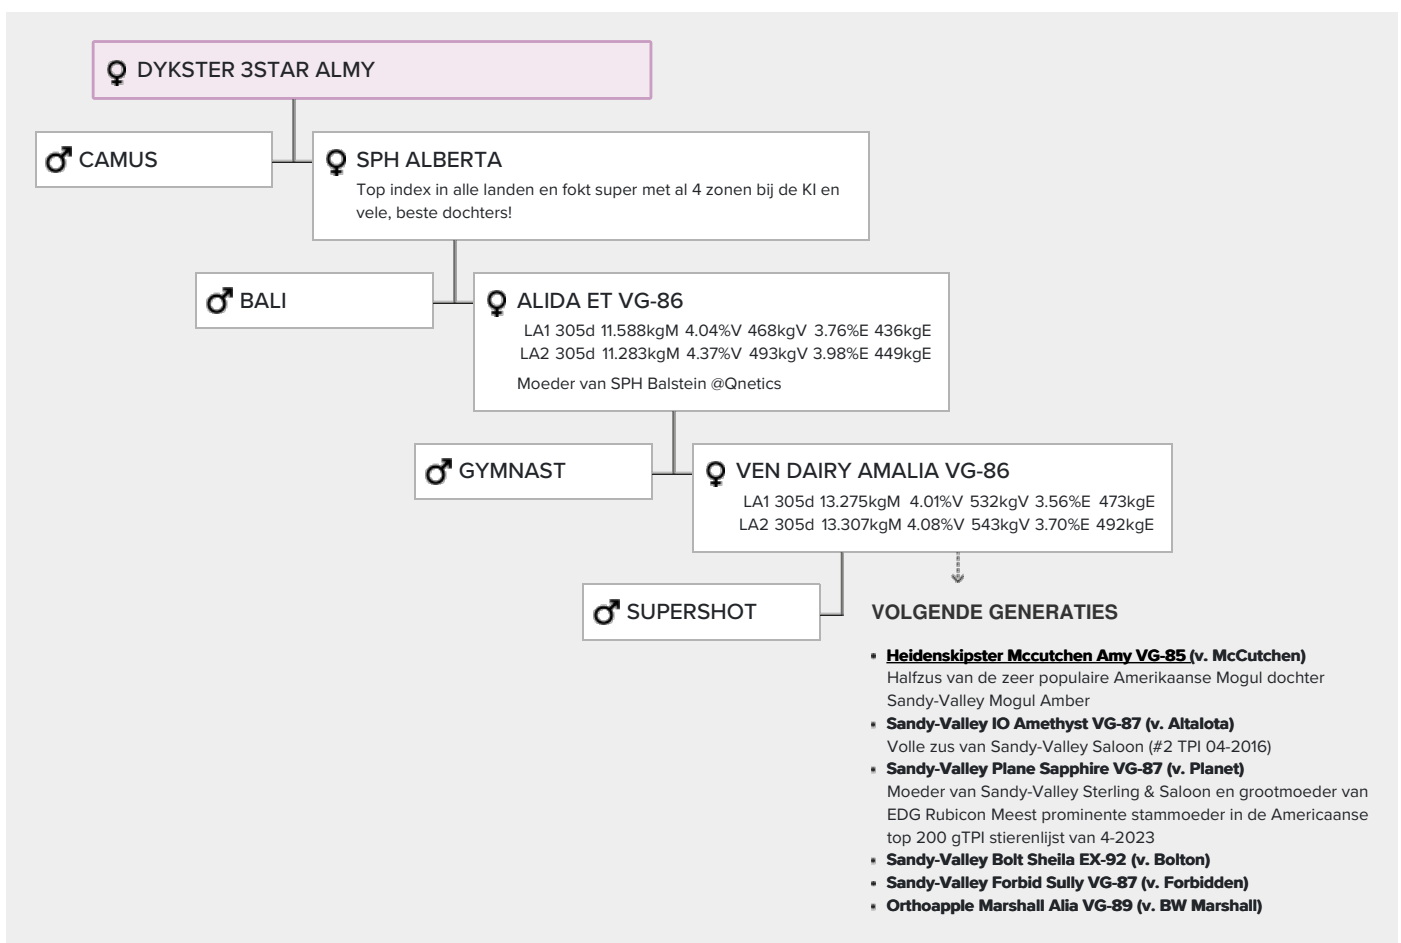 DYKSTER 3STAR ALMY
CAMUS
SPH ALBERTA
Top index in alle landen en fokt super met al 4 zonen bij de KI en
vele, beste dochters!
BALI
ALIDA ET VG-86
LA1 305d 11.588kgM 4.04%V 468kgV 3.76%E 436kgE
LA2 305d 11.283kgM 4.37%V 493kgV 3.98%E 449kgE
Moeder van SPH Balstein @Qnetics
GYMNAST
VEN DAIRY AMALIA VG-86
LA1 305d 13.275kgM 4.01%V 532kgV 3.56%E 473kgE
LA2 305d 13.307kgM 4.08%V 543kgV 3.70%E 492kgE
SUPERSHOT
VOLGENDE GENERATIES
Heidenskipster Mccutchen Amy VG-85 (v. McCutchen)
Halfzus van de zeer populaire Amerikaanse Mogul dochter
Sandy-Valley Mogul Amber
Sandy-Valley IO Amethyst VG-87 (v. Altalota)
Volle zus van Sandy-Valley Saloon (#2 TPI 04-2016)
Sandy-Valley Plane Sapphire VG-87 (v. Planet)
Moeder van Sandy-Valley Sterling & Saloon en grootmoeder van
EDG Rubicon Meest prominente stammoeder in de Americaanse
top 200 gTPI stierenlijst van 4-2023
Sandy-Valley Bolt Sheila EX-92 (v. Bolton)
Sandy-Valley Forbid Sully VG-87 (v. Forbidden)
Orthoapple Marshall Alia VG-89 (v. BW Marshall)